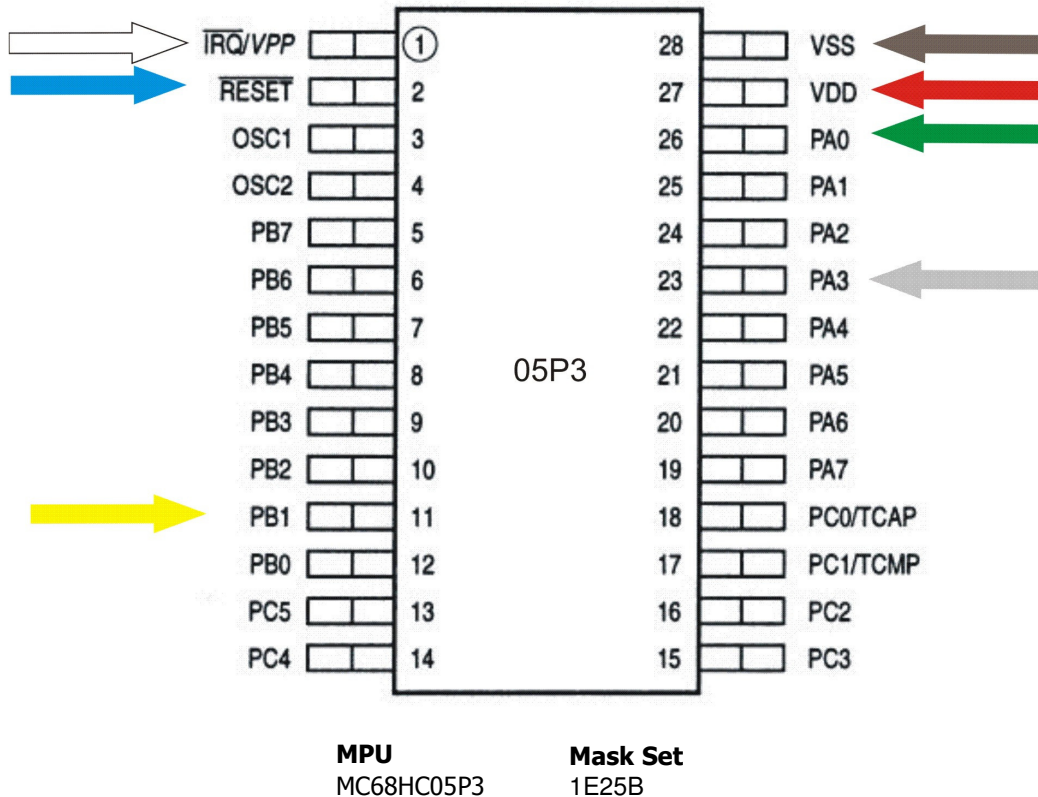 IRQ/VPP 1 28 VSS
RESET 2 27 VDD
OSC1 3 26 PA0
OSC2 4 25 PA1
PB7 5 24 PA2
PB6 6 23 PA3
PB5 7 22 PA4
PB4 8 05P3 21 PA5
PB3 9 20 PA6
PB2 10 19 PA7
PB1 11 18 PC0/TCAP
PB0 12 17 PC1/TCMP
PC5 13 16 PC2
PC4 14 15 PC3
MPU Mask Set
MC68HC05P3 1E25B